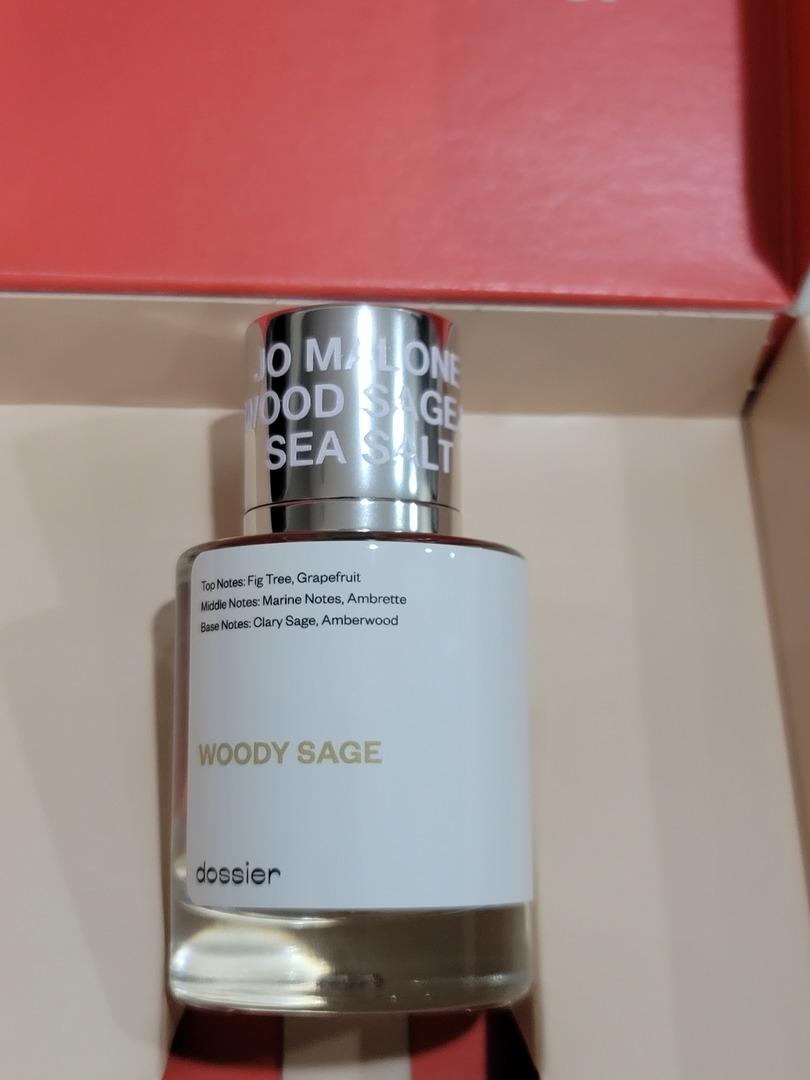 JO MALONE
WOOD SAGE
SEA SALT
Top Notes: Fig Tree, Grapefruit
Middle Notes: Marine Notes, Ambrette
Base Notes: Clary Sage, Amberwood
WOODY SAGE
dossier